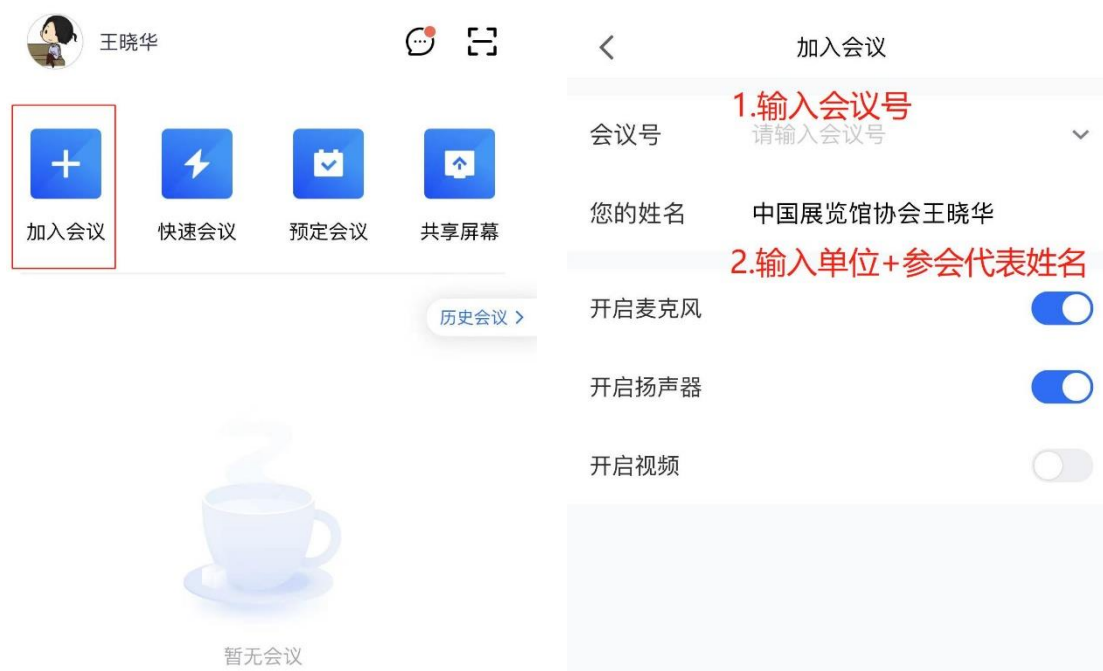 王晓华
加入会议
快速会议
预定会议
共享屏幕
历史会议
暂无会议
加入会议
1.输入会议号
会议号
请输入会议号
您的姓名
中国展览馆协会王晓华
2.输入单位+参会代表姓名
开启麦克风
开启扬声器
开启视频